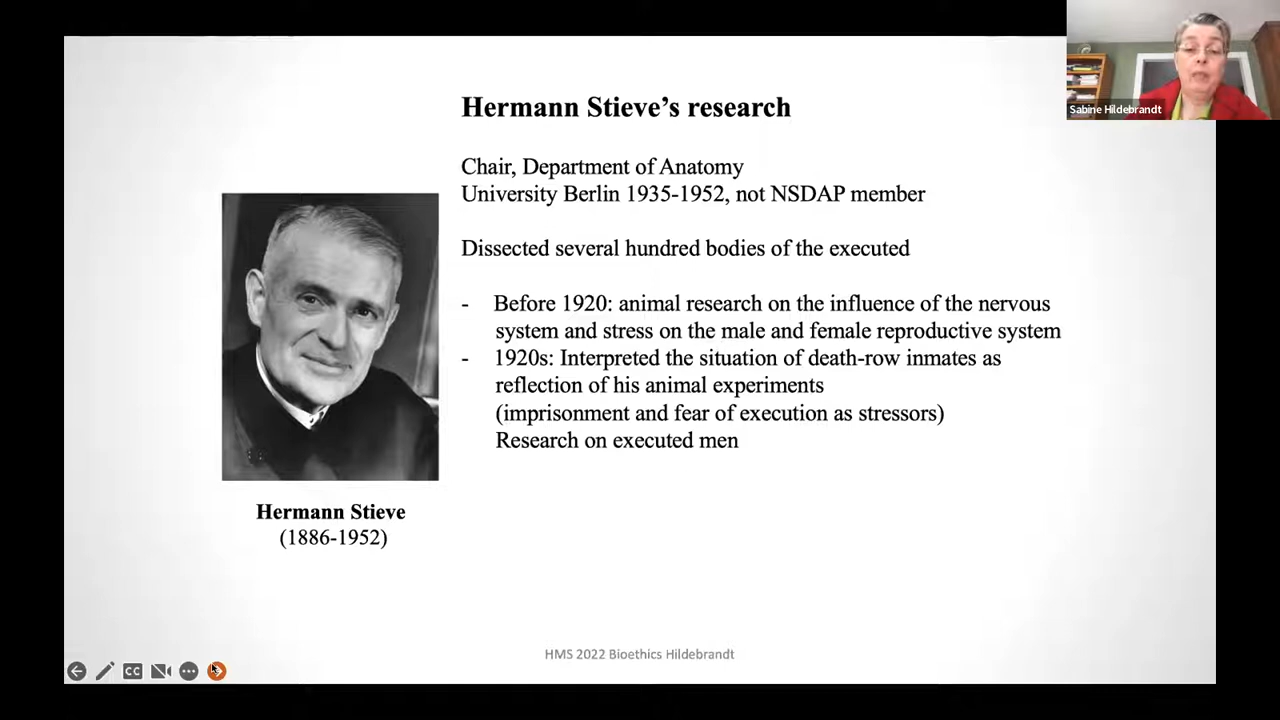 Hermann Stieve's research
Sabine Hildebrandt
Chair, Department of Anatomy
University Berlin 1935-1952, not NSDAP member
Dissected several hundred bodies of the executed
- Before 1920: animal research on the influence of the nervous
system and stress on the male and female reproductive system
- 1920s: Interpreted the situation of death-row inmates as
reflection of his animal experiments
(imprisonment and fear of execution as stressors)
Research on executed men
Hermann Stieve
(1886-1952)
HMS 2022 Bioethics Hildebrandt
CC